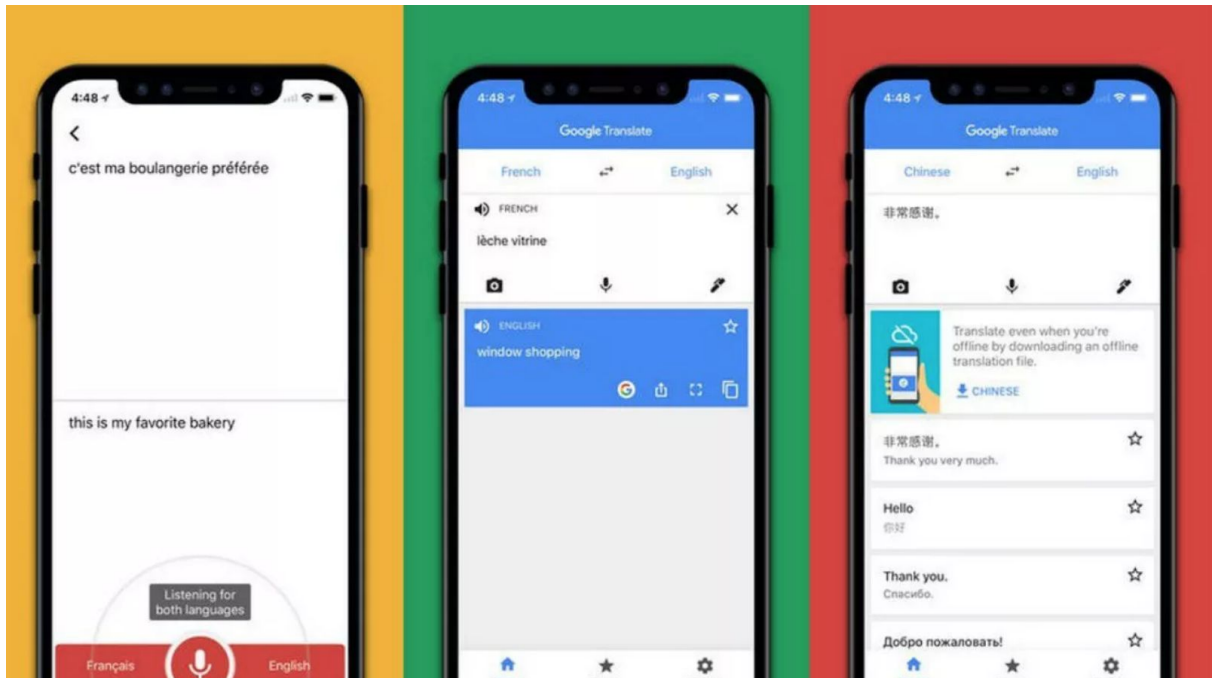 4:48
c'est ma boulangerie préférée
this is my favorite bakery
Listening for
both languages
Français
English
4:48
Google Translate
French
English
FRENCH
lèche vitrine
ENGLISH
window shopping
G
4:48
Google Translate
Chinese
English
非常感谢。
Translate even when you're
offline by downloading an offline
translation file.
CHINESE
非常感谢。
Thank you very much.
Hello
你好
Thank you.
Спасибо.
Добро пожаловать!